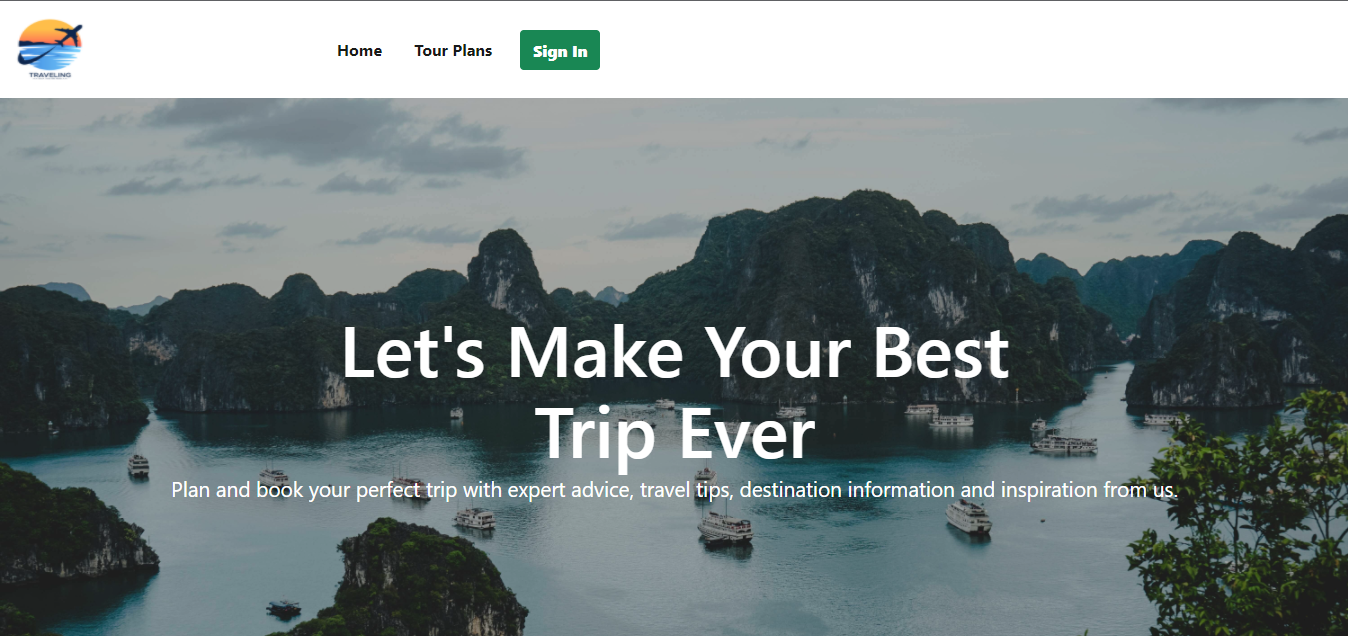 TRAVELING
Home Tour Plans Sign In
Let's Make Your Best
Trip Ever
Plan and book your perfect trip with expert advice, travel tips, destination information and inspiration from us.